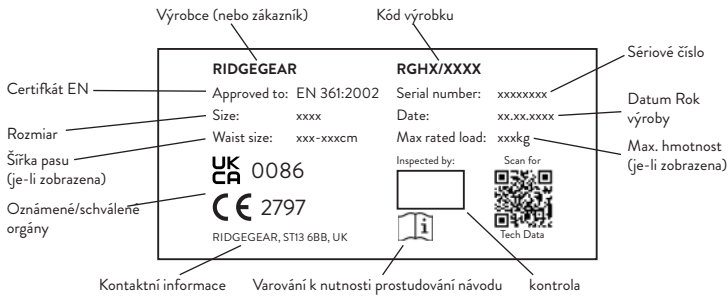 Výrobce (nebo zákazník)
Kód výrobku
Sériové číslo
Certifkát EN
Datum Rok
výroby
Rozmiar
Max. hmotnost
(je-li zobrazena)
Šířka pasu
(je-li zobrazena)
Oznámené/schválené
orgány
RIDGEGEAR
RGHX/XXXX
Approved to: EN 361:2002
Serial number: xxxxxxxx
Size: xxxx
Date: xx.xx.xxxx
Waist size: xxx-xxxcm
Max rated load: xxxkg
UK
CA 0086
Inspected by:
Scan for
CE 2797
i
Tech Data
RIDGEGEAR, ST13 6BB, UK
Kontaktní informace
Varování k nutnosti prostudování návodu
kontrola